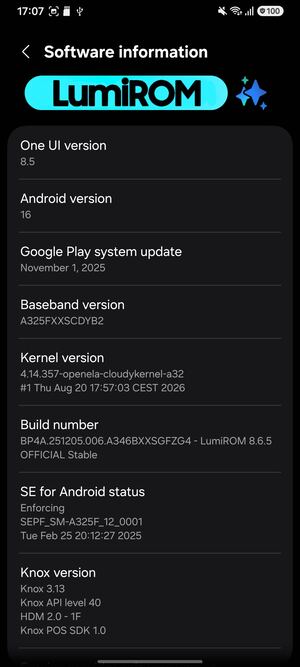 17:07
100
Software information
LumiROM
One UI version
8.5
Android version
16
Google Play system update
November 1, 2025
Baseband version
A325FXXSCDYB2
Kernel version
4.14.357-openela-cloudykernel-a32
#1 Thu Aug 20 17:57:03 CEST 2026
Build number
BP4A.251205.006.A346BXXSGFZG4 - LumiROM 8.6.5
OFFICIAL Stable
SE for Android status
Enforcing
SEPF_SM-A325F_12_0001
Tue Feb 25 20:12:27 2025
Knox version
Knox 3.13
Knox API level 40
HDM 2.0 - 1F
Knox POS SDK 1.0